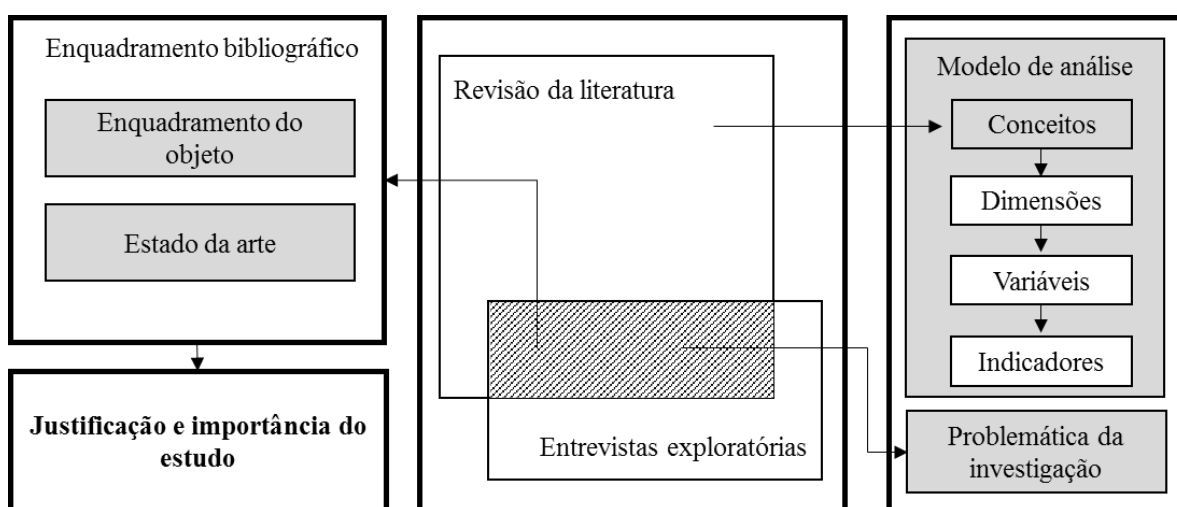 Enquadramento bibliográfico
Enquadramento do
objeto
Estado da arte
Justificação e importância do
estudo
Revisão da literatura
Entrevistas exploratórias
Modelo de análise
Conceitos
Dimensões
Variáveis
Indicadores
Problemática da
investigação